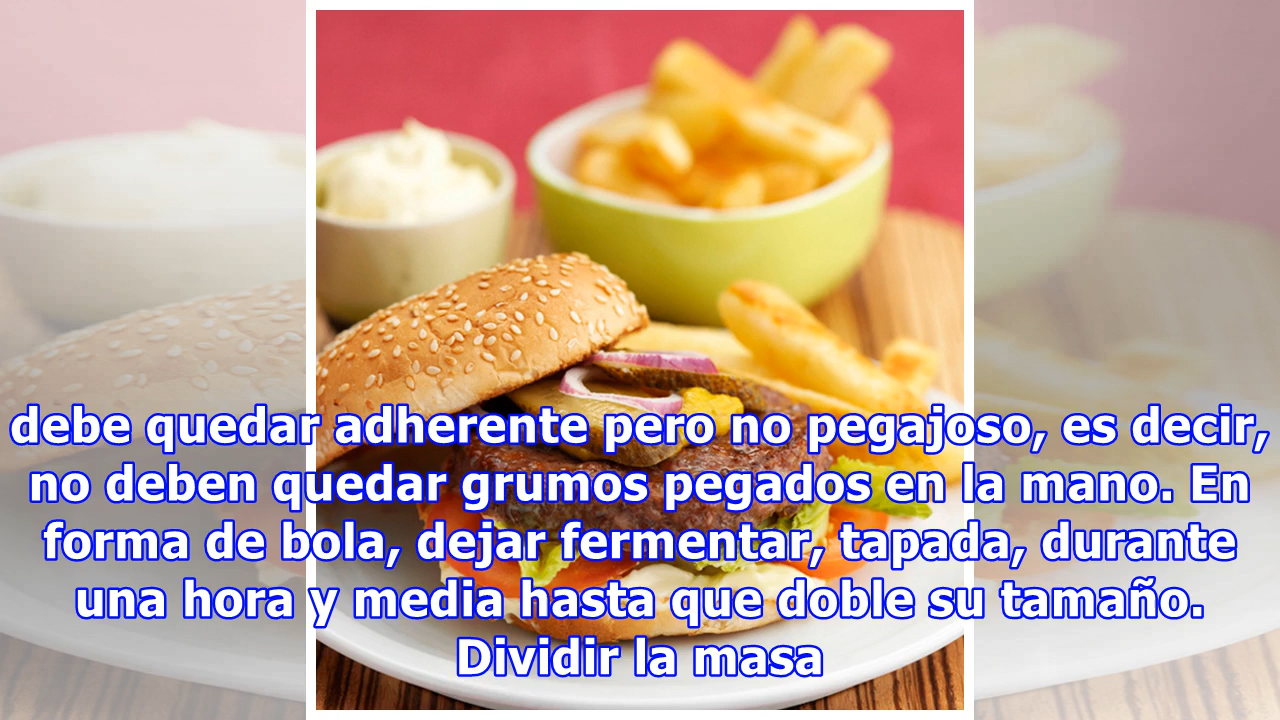 debe quedar adherente pero no pegajoso, es decir,
no deben quedar grumos pegados en la mano. En
forma de bola, dejar fermentar, tapada, durante
una hora y media hasta que doble su tamaño.
Dividir la masa